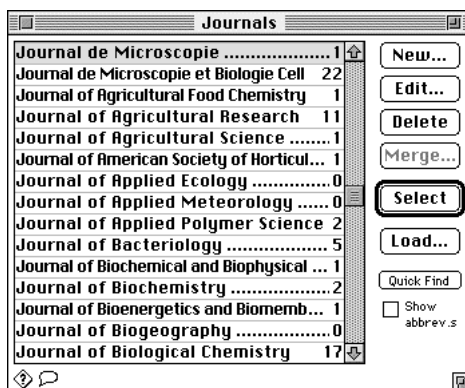 Journals
Journal de Microscopie ..................1
Journal de Microscopie et Biologie Cell 22
Journal of Agricultural Food Chemistry 1
Journal of Agricultural Research 11
Journal of Agricultural Science ........1
Journal of American Society of Horticul... 1
Journal of Applied Ecology ..............0
Journal of Applied Meteorology ......0
Journal of Applied Polymer Science 2
Journal of Bacteriology ..................5
Journal of Biochemical and Biophysical ... 1
Journal of Biochemistry ..................2
Journal of Bioenergetics and Biomemb... 1
Journal of Biogeography ................0
Journal of Biological Chemistry 17
New...
Edit...
Delete
Merge...
Select
Load...
Quick Find
Show
abbrev.s
?